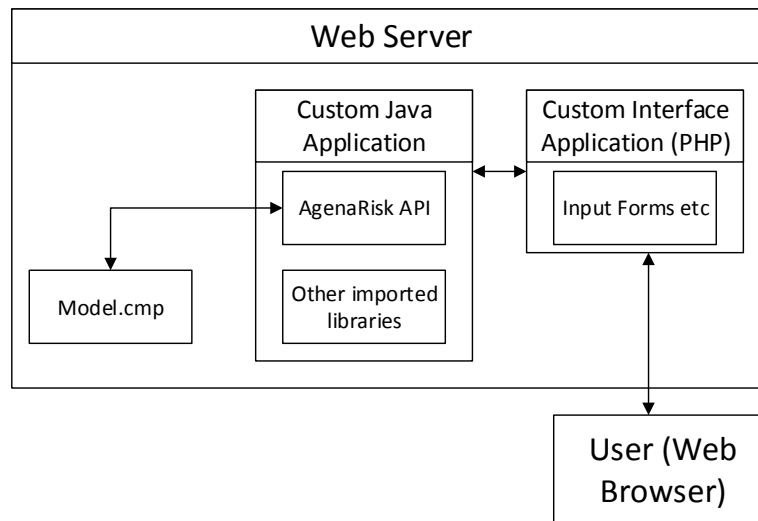 Web Server
Custom Java
Application
Custom Interface
Application (PHP)
AgenaRisk API
Input Forms etc
Model.cmp
Other imported
libraries
User (Web
Browser)